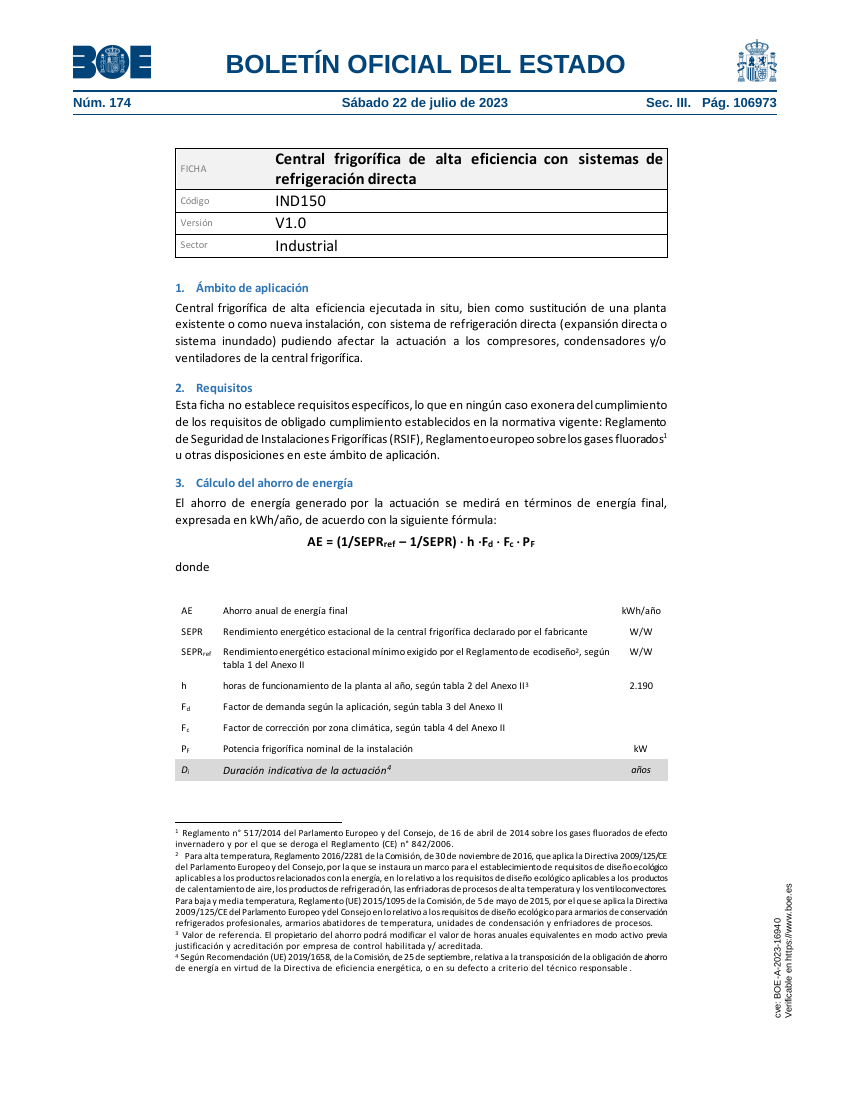 BOE
BOLETÍN OFICIAL DEL ESTADO
Núm. 174
Sábado 22 de julio de 2023
Sec. III. Pág. 106973
FICHA
Central frigorífica de alta eficiencia con sistemas de
refrigeración directa
Código
IND150
Versión
V1.0
Sector
Industrial
1. Ámbito de aplicación
Central frigorífica de alta eficiencia ejecutada in situ, bien como sustitución de una planta
existente o como nueva instalación, con sistema de refrigeración directa (expansión directa o
sistema inundado) pudiendo afectar la actuación a los compresores, condensadores y/o
ventiladores de la central frigorífica.
2. Requisitos
Esta ficha no establece requisitos específicos, lo que en ningún caso exonera del cumplimiento
de los requisitos de obligado cumplimiento establecidos en la normativa vigente: Reglamento
de Seguridad de Instalaciones Frigoríficas (RSIF), Reglamento europeo sobre los gases fluorados¹
u otras disposiciones en este ámbito de aplicación.
3. Cálculo del ahorro de energía
El ahorro de energía generado por la actuación se medirá en términos de energía final,
expresada en kWh/año, de acuerdo con la siguiente fórmula:
AE = (1/SEPRref – 1/SEPR) · h ·Fd · Fc · PF
donde
AE Ahorro anual de energía final kWh/año
SEPR Rendimiento energético estacional de la central frigorífica declarado por el fabricante W/W
SEPRref Rendimiento energético estacional mínimo exigido por el Reglamento de ecodiseño², según W/W
tabla 1 del Anexo II
h horas de funcionamiento de la planta al año, según tabla 2 del Anexo II³ 2.190
Fd Factor de demanda según la aplicación, según tabla 3 del Anexo II
Fc Factor de corrección por zona climática, según tabla 4 del Anexo II
PF Potencia frigorífica nominal de la instalación kW
Di Duración indicativa de la actuación⁴ años
¹ Reglamento n° 517/2014 del Parlamento Europeo y del Consejo, de 16 de abril de 2014 sobre los gases fluorados de efecto
invernadero y por el que se deroga el Reglamento (CE) n° 842/2006.
² Para alta temperatura, Reglamento 2016/2281 de la Comisión, de 30 de noviembre de 2016, que aplica la Directiva 2009/125/CE
del Parlamento Europeo y del Consejo, por la que se instaura un marco para el establecimiento de requisitos de diseño ecológico
aplicables a los productos relacionados con la energía, en lo relativo a los requisitos de diseño ecológico aplicables a los productos
de calentamiento de aire, los productos de refrigeración, las enfriadoras de procesos de alta temperatura y los ventiloconvectores.
Para baja y media temperatura, Reglamento (UE) 2015/1095 de la Comisión, de 5 de mayo de 2015, por el que se aplica la Directiva
2009/125/CE del Parlamento Europeo y del Consejo en lo relativo a los requisitos de diseño ecológico para armarios de conservación
refrigerados profesionales, armarios abatidores de temperatura, unidades de condensación y enfriadores de procesos.
³ Valor de referencia. El propietario del ahorro podrá modificar el valor de horas anuales equivalentes en modo activo previa
justificación y acreditación por empresa de control habilitada y/ acreditada.
⁴ Según Recomendación (UE) 2019/1658, de la Comisión, de 25 de septiembre, relativa a la transposición de la obligación de ahorro
de energía en virtud de la Directiva de eficiencia energética, o en su defecto a criterio del técnico responsable .
cve: BOE-A-2023-16940
Verificable en https://www.boe.es